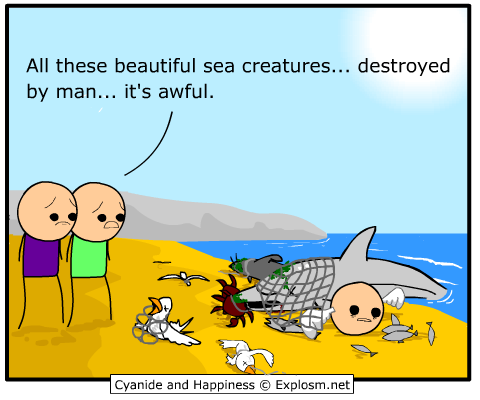 All these beautiful sea creatures... destroyed
by man... it's awful.
Cyanide and Happiness © Explosm.net